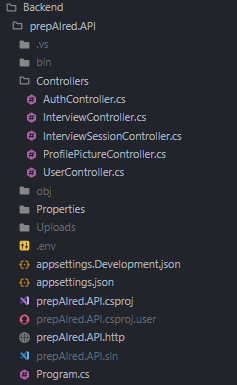 Backend
prepAIred.API
.vs
bin
Controllers
AuthController.cs
InterviewController.cs
InterviewSessionController.cs
ProfilePictureController.cs
UserController.cs
obj
Properties
Uploads
.env
appsettings.Development.json
appsettings.json
prepAIred.API.csproj
prepAIred.API.csproj.user
prepAIred.API.http
prepAIred.API.sln
Program.cs